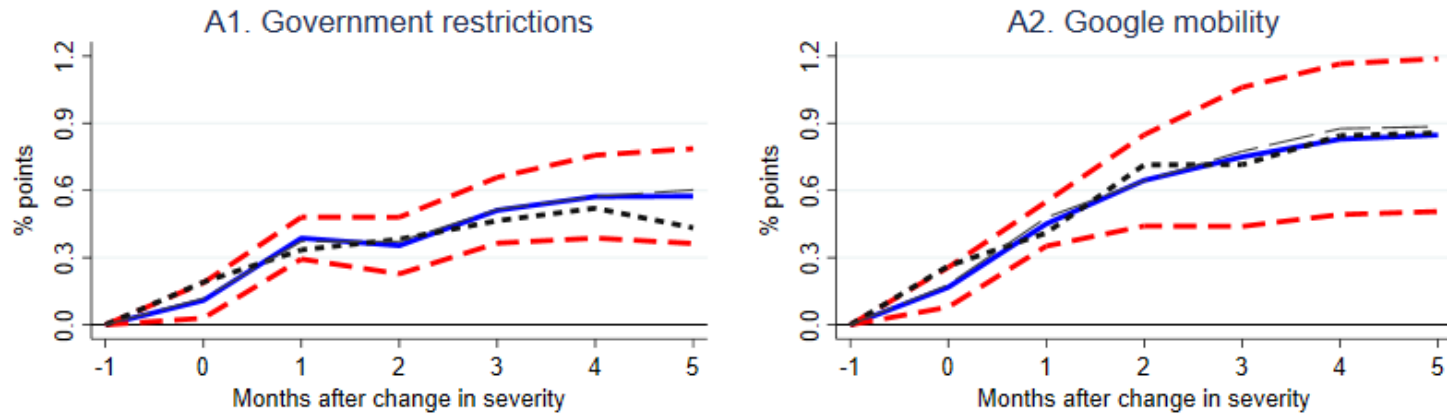 A1. Government restrictions
% points
1.2
0.9
0.6
0.3
0.0
-1 0 1 2 3 4 5
Months after change in severity
A2. Google mobility
% points
1.2
0.9
0.6
0.3
0.0
-1 0 1 2 3 4 5
Months after change in severity